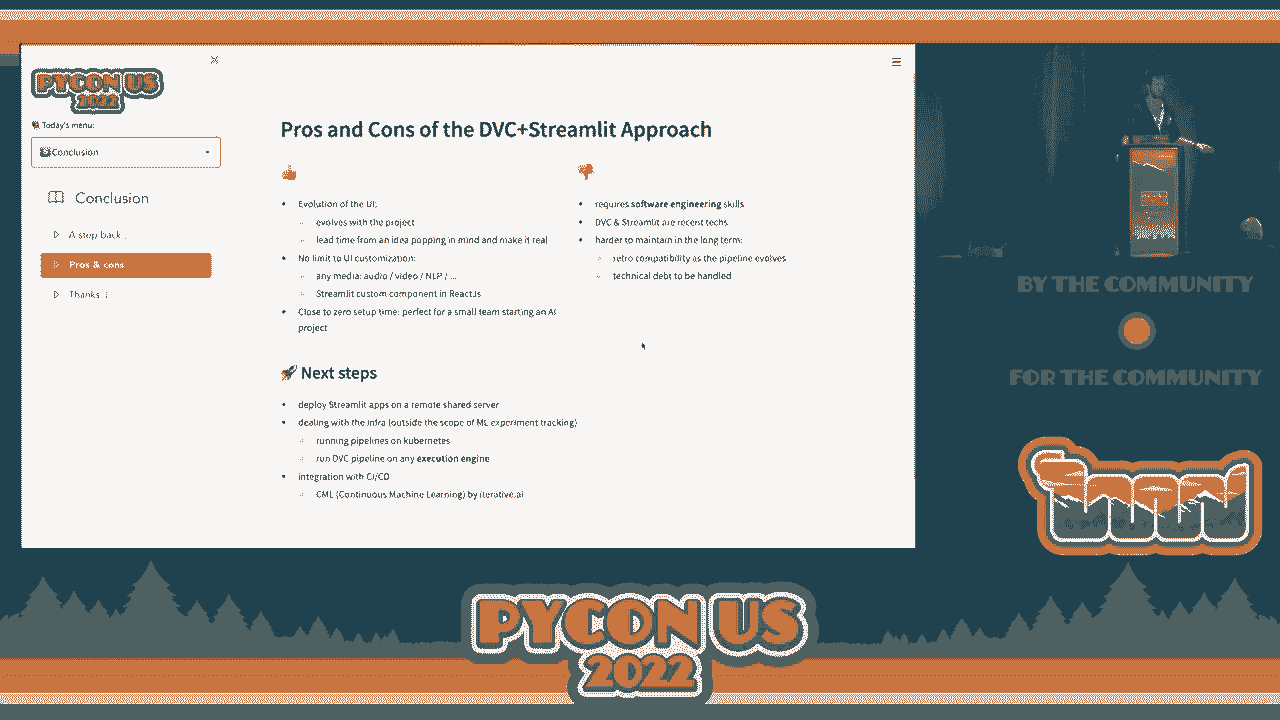 PYCON US
2022
Today's menu:
Conclusion
Conclusion
A step back
Pros & cons
Thanks !
Pros and Cons of the DVC+Streamlit Approach
Evolution of the UI:
evolves with the project
lead time from an idea popping in mind and make it real
No limit to UI customization:
any media: audio / video / NLP / ...
Streamlit custom component in ReactJs
Close to zero setup time: perfect for a small team starting an AI
project
requires software engineering skills
DVC & Streamlit are recent techs
harder to maintain in the long term:
retro compatibility as the pipeline evolves
technical debt to be handled
Next steps
deploy Streamlit apps on a remote shared server
dealing with the infra (outside the scope of ML experiment tracking)
running pipelines on kubernetes
run DVC pipeline on any execution engine
integration with CI/CD
CML (Continuous Machine Learning) by iterative.ai
BY THE COMMUNITY
FOR THE COMMUNITY
PYCON US
2022